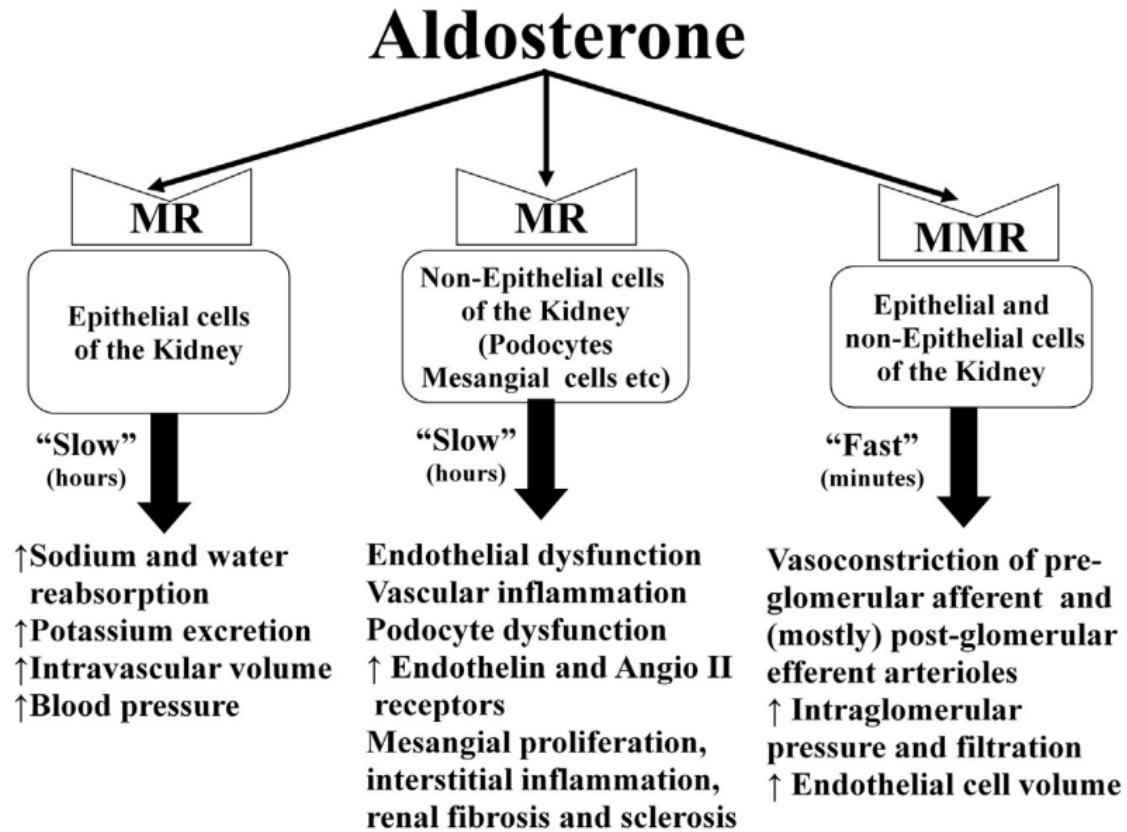 Aldosterone
MR
Epithelial cells
of the Kidney
“Slow”
(hours)
↑Sodium and water
reabsorption
↑Potassium excretion
↑Intravascular volume
↑Blood pressure
MR
Non-Epithelial cells
of the Kidney
(Podocytes
Mesangial cells etc)
“Slow”
(hours)
Endothelial dysfunction
Vascular inflammation
Podocyte dysfunction
↑ Endothelin and Angio II
receptors
Mesangial proliferation,
interstitial inflammation,
renal fibrosis and sclerosis
MMR
Epithelial and
non-Epithelial cells
of the Kidney
“Fast”
(minutes)
Vasoconstriction of pre-
glomerular afferent and
(mostly) post-glomerular
efferent arterioles
↑ Intraglomerular
pressure and filtration
↑ Endothelial cell volume